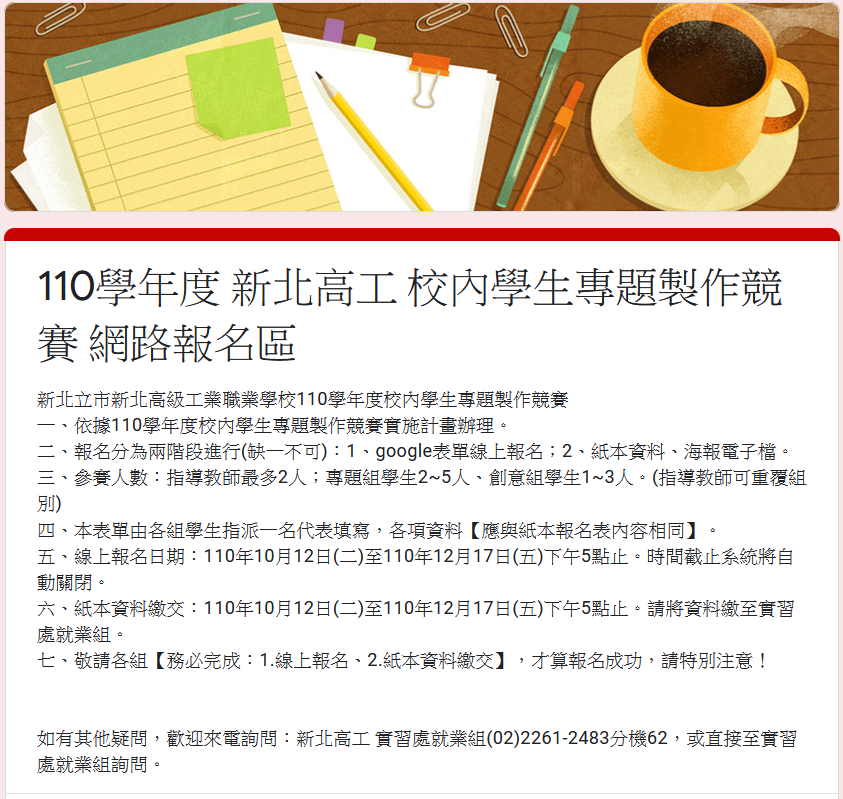 110學年度 新北高工 校內學生專題製作競
賽 網路報名區
新北立市新北高級工業職業學校110學年度校內學生專題製作競賽
一、依據110學年度校內學生專題製作競賽實施計畫辦理。
二、報名分為兩階段進行(缺一不可)：1、google表單線上報名；2、紙本資料、海報電子檔。
三、參賽人數：指導教師最多2人；專題組學生2~5人、創意組學生1~3人。(指導教師可重覆組
別)
四、本表單由各組學生指派一名代表填寫，各項資料【應與紙本報名表內容相同】。
五、線上報名日期：110年10月12日(二)至110年12月17日(五)下午5點止。時間截止系統將自
動關閉。
六、紙本資料繳交：110年10月12日(二)至110年12月17日(五)下午5點止。請將資料繳至實習
處就業組。
七、敬請各組【務必完成：1.線上報名、2.紙本資料繳交】，才算報名成功，請特別注意！
如有其他疑問，歡迎來電詢問：新北高工 實習處就業組(02)2261-2483分機62，或直接至實習
處就業組詢問。